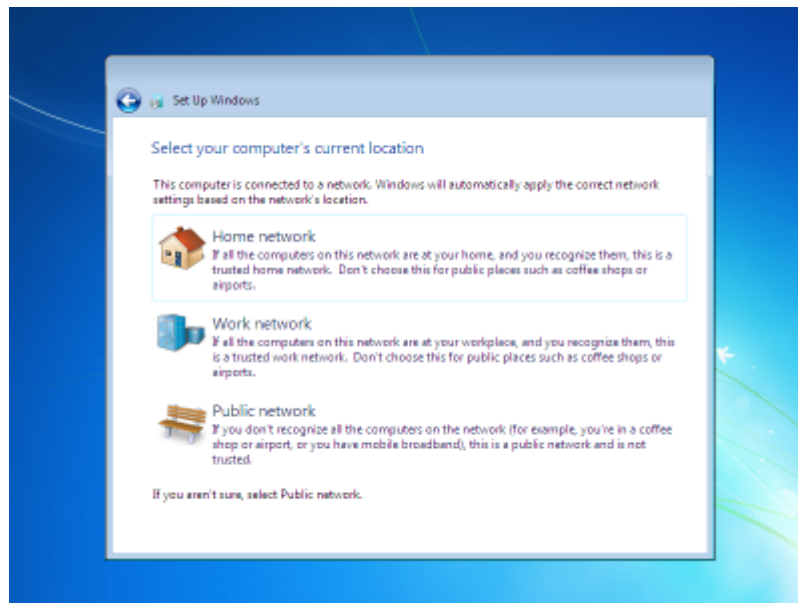 Set Up Windows
Select your computer's current location
This computer is connected to a network. Windows will automatically apply the correct network
settings based on the network's location.
Home network
If all the computers on this network are at your home, and you recognize them, this is a
trusted home network. Don't choose this for public places such as coffee shops or
airports.
Work network
If all the computers on this network are at your workplace, and you recognize them, this
is a trusted work network. Don't choose this for public places such as coffee shops or
airports.
Public network
If you don't recognize all the computers on the network (for example, you're in a coffee
shop or airport, or you have mobile broadband), this is a public network and is not
trusted.
If you aren't sure, select Public network.